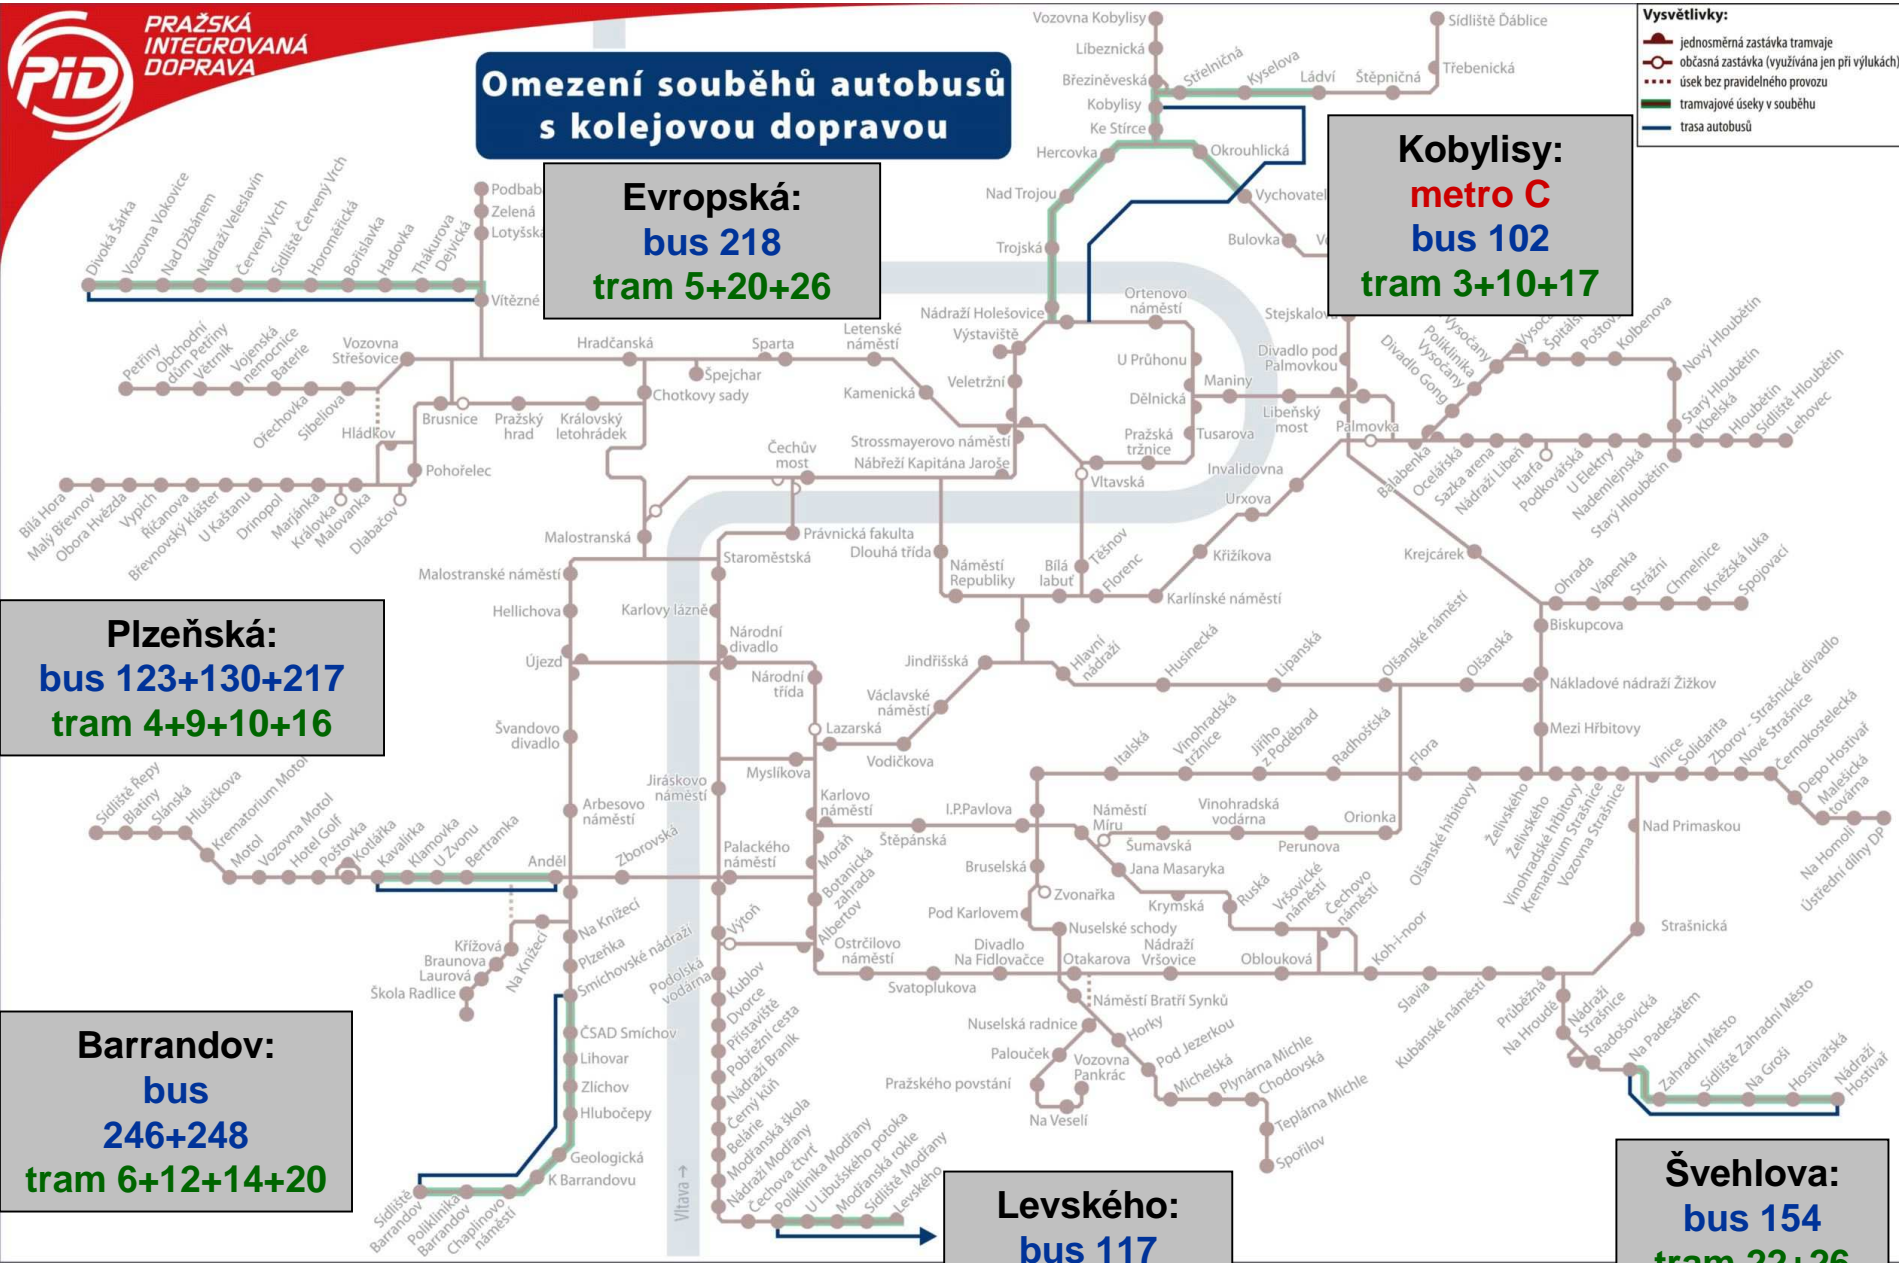 PRAŽSKÁ
INTEGROVANÁ
DOPRAVA
PID
Omezení souběhů autobusů
s kolejovou dopravou
Vysvětlivky:
jednosměrná zastávka tramvaje
občasná zastávka (využívána jen při výlukách)
úsek bez pravidelného provozu
tramvajové úseky v souběhu
trasa autobusů
Vozovna Kobylisy
Líbeznická
Březiněveská
Kobylisy
Ke Stírce
Hercovka
Nad Trojou
Trojská
Nádraží Holešovice
Výstaviště
Střelničná
Kyselova
Ládví
Štěpničná
Třebenická
Sídliště Ďáblice
Okrouhlická
Bulovka
Kobylisy:
metro C
bus 102
tram 3+10+17
Evropská:
bus 218
tram 5+20+26
Zelená
Divoká Šárka
Vozovna Vokovice
Nad Džbánem
Nádraží Veleslavín
Červený Vrch
Sídliště Červený Vrch
Horoměřická
Bořislavka
Hadovka
Thákurova
Dejvická
Vítězné
Petřiny
Obchodní
dům Petřiny
Větrník
Vojenská
nemocnice
Baterie
Ořechovka
Sibeliova
Vozovna
Střešovice
Hradčanská
Špejchar
Sparta
Letenské
náměstí
Kamenická
Chotkovy sady
Brusnice
Pražský
hrad
Královský
letohrádek
Hládkov
Pohořelec
Bílá Hora
Malý Břevnov
Obora Hvězda
Vypich
Říčanova
Břevnovský klášter
U Kaštanu
Drinopol
Marjánka
Královka
Malovanka
Dlabačov
Veletržní
Strossmayerovo náměstí
Nábřeží Kapitána Jaroše
Čechův
most
Ortenovo
náměstí
U Průhonu
Dělnická
Maniny
Tusarova
Pražská
tržnice
Vltavská
Libeňský
most
Divadlo pod
Palmovkou
Palmovka
Invalidovna
Urxova
Křižíkova
Karlínské náměstí
Florenc
Těšnov
Bílá
labuť
Náměstí
Republiky
Dlouhá třída
Právnická fakulta
Staroměstská
Malostranská
Malostranské náměstí
Hellichova
Újezd
Karlovy lázně
Národní
divadlo
Národní
třída
Divadlo Gong
Poliklinika
Vysočany
Vysočany
Poštovs
Kolbenova
Nový Hloubětín
Starý Hloubětín
Kbelská
Hloubětín
Sídliště Hloubětín
Lehovec
Balabenka
Ocelářská
Sazka arena
Nádraží Libeň
Harfa
Podkovářská
U Elektry
Nademlejnská
Starý Hloubětín
Krejcárek
Ohrada
Vápenka
Strážní
Chmelnice
Kněžská luka
Spojovací
Biskupcova
Nákladové nádraží Žižkov
Mezi Hřbitovy
Jindřišská
Hlavní
nádraží
Husinecká
Lipanská
Olšanské náměstí
Olšanská
Václavské
náměstí
Lazarská
Vodičkova
Myslíkova
Karlovo
náměstí
Jiráskovo
náměstí
Palackého
náměstí
Moráň
Botanická
zahrada
Albertov
Výtoň
Štěpánská
I.P.Pavlova
Italská
Vinohradská
tržnice
Jiřího
z Poděbrad
Radhošťská
Flora
Olšanské hřbitovy
Želivského
Želivského
Vinohradské hřbitovy
Krematorium Strašnice
Vozovna Strašnice
Vinice
Solidarita
Zborov - Strašnické divadlo
Nové Strašnice
Černokostelecká
Depo Hostivař
Malešická
továrna
Na Homoli
Ústřední dílny DP
Nad Primaskou
Strašnická
Náměstí
Míru
Šumavská
Vinohradská
vodárna
Perunova
Orionka
Jana Masaryka
Krymská
Ruská
Vršovické
náměstí
Čechovo
náměstí
Koh-i-noor
Slavia
Kubánské náměstí
Průběžná
Na Hroudě
Nádraží
Strašnice
Radošovická
Na Padesátém
Zahradní Město
Sídliště Zahradní Město
Na Groši
Hostivařská
Nádraží
Hostivař
Bruselská
Zvonařka
Pod Karlovem
Nuselské schody
Otakarova
Nádraží
Vršovice
Oblouková
Divadlo
Na Fidlovačce
Svatoplukova
Ostrčilovo
náměstí
Náměstí Bratří Synků
Nuselská radnice
Palouček
Pražského povstání
Na Veselí
Vozovna
Pankrác
Horky
Pod Jezerkou
Michelská
Plynárna Michle
Chodovská
Teplárna Michle
Spořilov
Plzeňská:
bus 123+130+217
tram 4+9+10+16
Sídliště Řepy
Blatiny
Slánská
Hlušičkova
Krematorium Motol
Motol
Vozovna Motol
Hotel Golf
Poštovka
Kotlářka
Kavalírka
Klamovka
U Zvonu
Bertramka
Anděl
Zborovská
Švandovo
divadlo
Arbesovo
náměstí
Na Knížecí
Na Knížecí
Křížová
Braunova
Laurová
Škola Radlice
Plzeňka
Smíchovské nádraží
ČSAD Smíchov
Lihovar
Zlíchov
Hlubočepy
Geologická
K Barrandovu
Chaplinovo
náměstí
Poliklinika
Barrandov
Sídliště
Barrandov
Barrandov:
bus
246+248
tram 6+12+14+20
Podolská
vodárna
Kublov
Dvorce
Přístaviště
Pobřežní cesta
Nádraží Braník
Černý kůň
Belárie
Modřanská škola
Nádraží Modřany
Čechova čtvrť
Poliklinika Modřany
U Libušského potoka
Modřanská rokle
Sídliště Modřany
Levského
Vltava →
Levského:
bus 117
Švehlova:
bus 154
tram 22+26